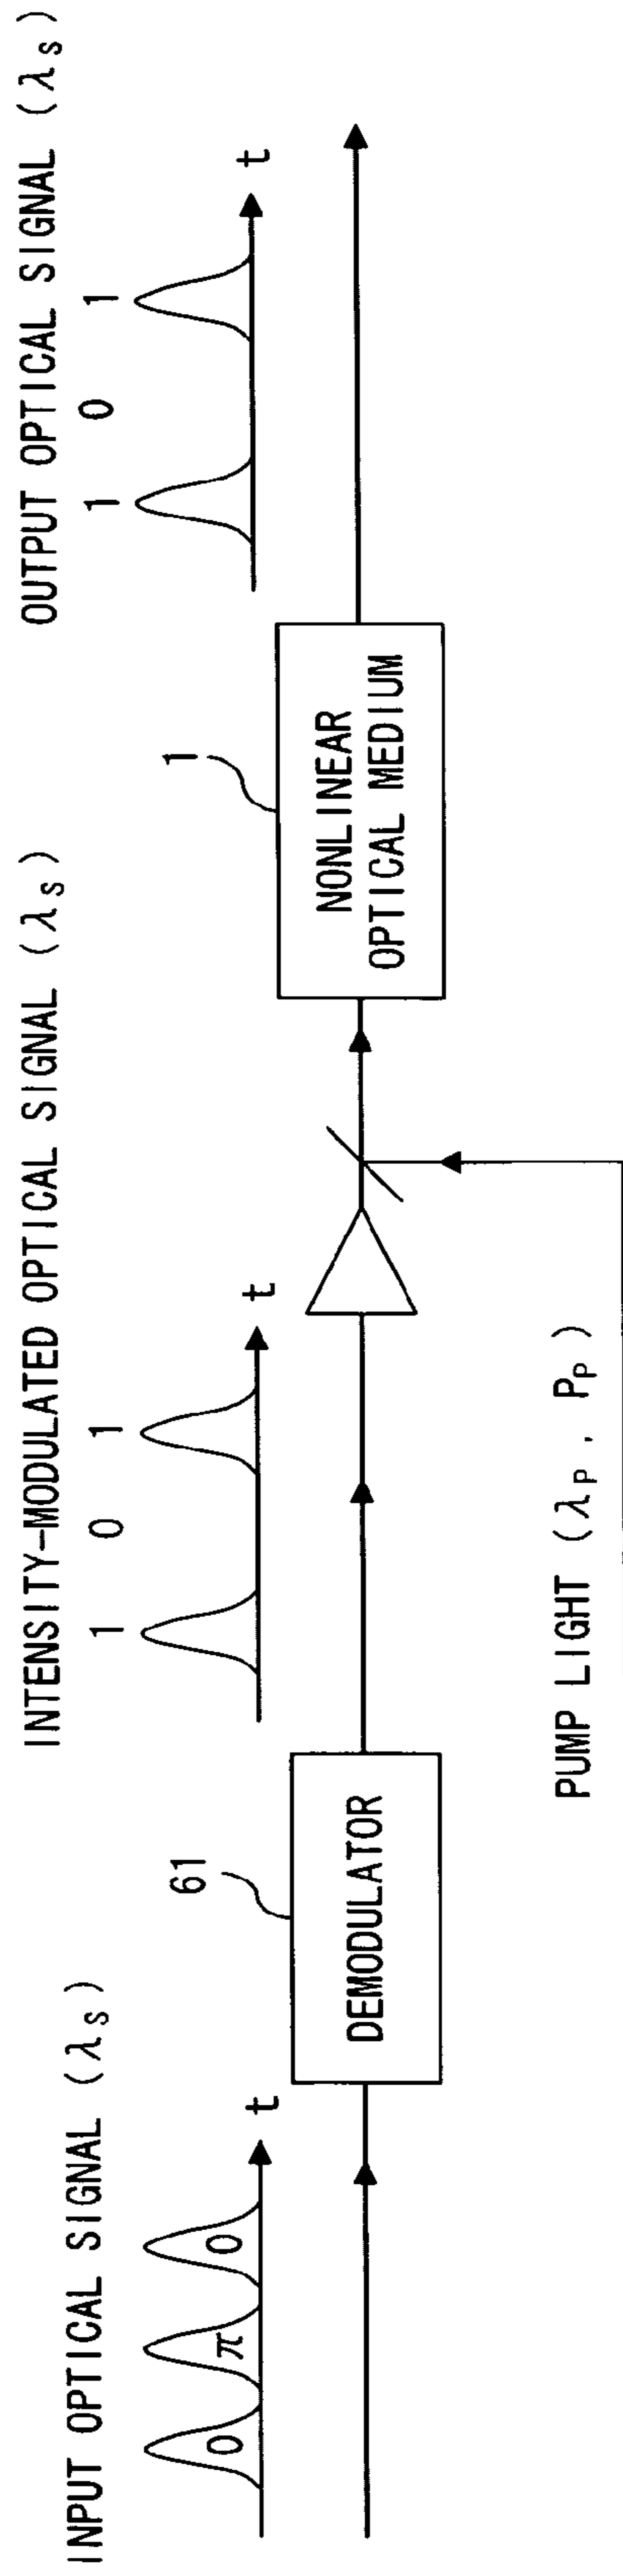 INPUT OPTICAL SIGNAL (λS)
0 π 0
t
61
DEMODULATOR
INTENSITY-MODULATED OPTICAL SIGNAL (λS)
1 0 1
t
PUMP LIGHT (λP, PP)
1
NONLINEAR
OPTICAL MEDIUM
OUTPUT OPTICAL SIGNAL (λS)
1 0 1
t